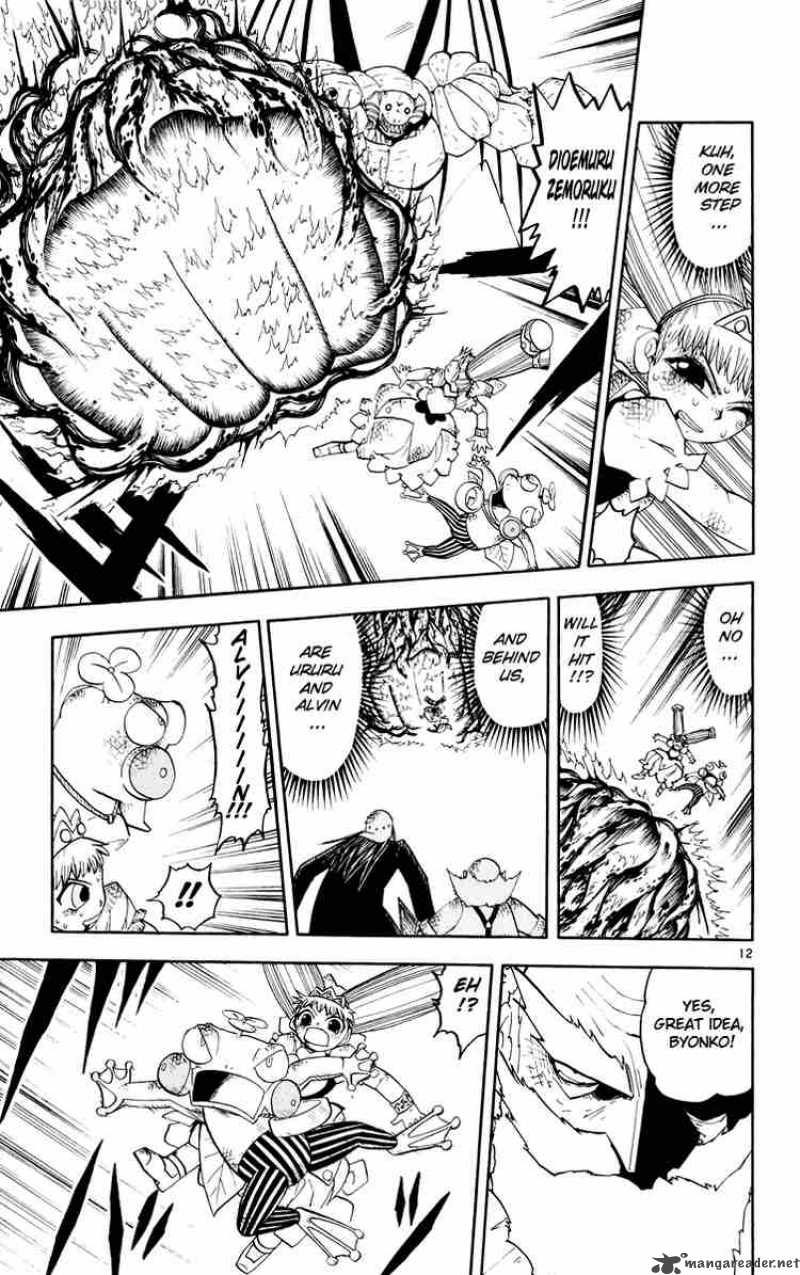 KUH,
ONE
MORE
STEP
...
DIOEMURU
ZEMORUKU
!!!
OH
NO
...
WILL
IT
HIT
!!?
AND
BEHIND
US,
ARE
URURU
AND
ALVIN
...
ALVIIIIIIIN!!!
!!
12
YES,
GREAT IDEA,
BYONKO!
EH
!?
mangareader.net